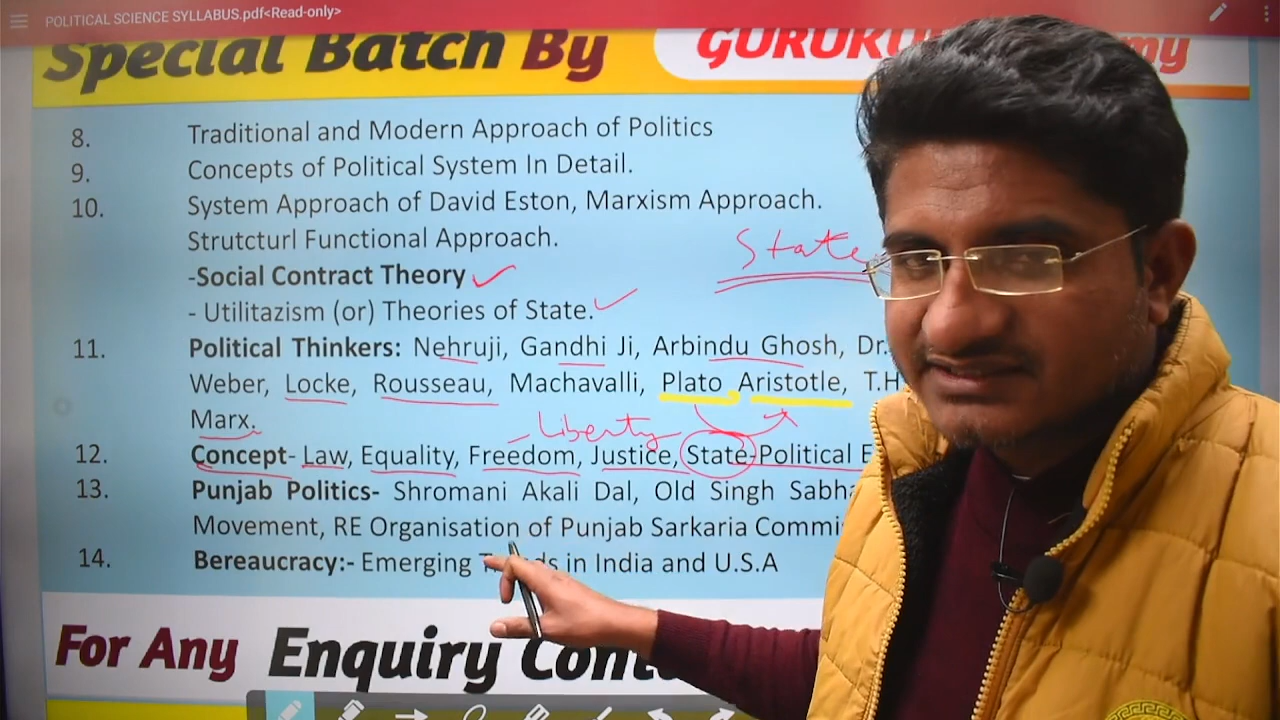 POLITICAL SCIENCE SYLLABUS.pdf<Read-only>
Special Batch By
8. Traditional and Modern Approach of Politics
9. Concepts of Political System In Detail.
10. System Approach of David Eston, Marxism Approach.
Strutcturl Functional Approach.
State
-Social Contract Theory
- Utilitazism (or) Theories of State.
11. Political Thinkers: Nehruji, Gandhi Ji, Arbindu Ghosh, Dr.
Weber, Locke, Rousseau, Machavalli, Plato Aristotle, T.H
Marx.
Liberty
12. Concept- Law, Equality, Freedom, Justice, State-Political
13. Punjab Politics- Shromani Akali Dal, Old Singh
Movement, RE Organisation of Punjab Sarkaria
14. Bereaucracy:- Emerging in India and U.S.A
For Any Enquiry